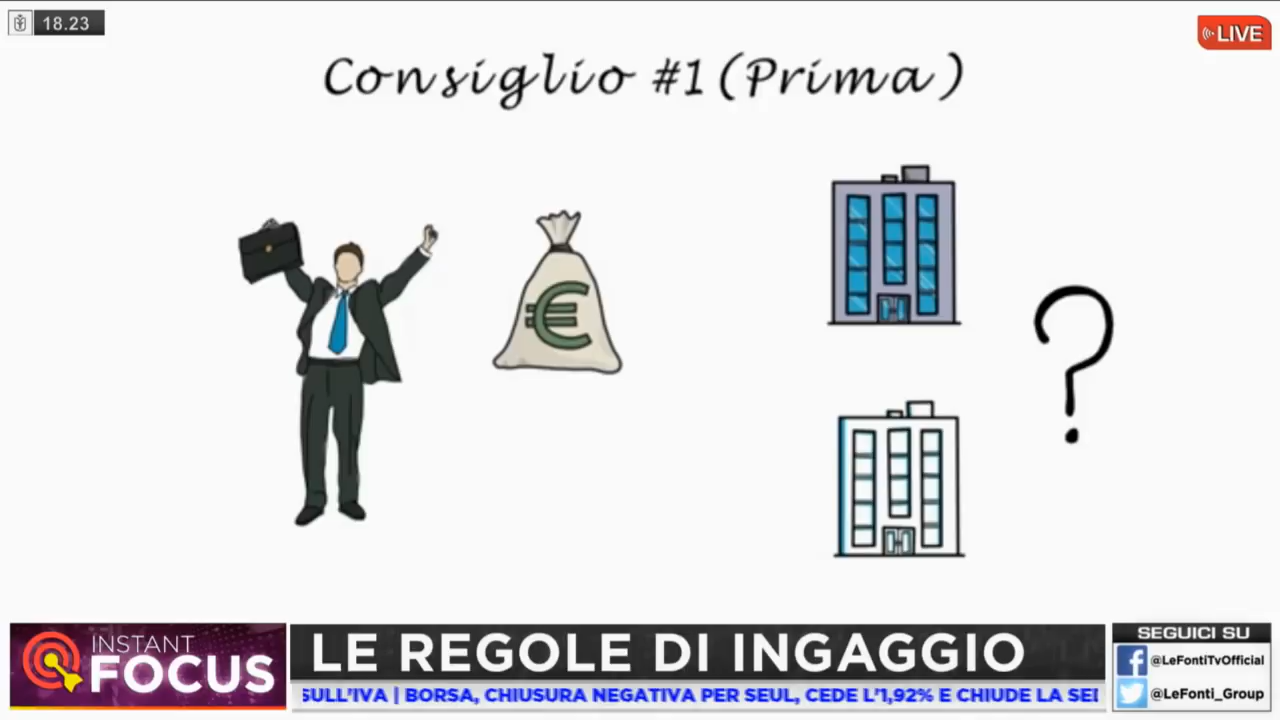 18.23
LIVE
Consiglio #1 (Prima)
€
?
INSTANT
FOCUS
LE REGOLE DI INGAGGIO
SULL'IVA | BORSA, CHIUSURA NEGATIVA PER SEUL, CEDE L'1,92% E CHIUDE LA SE
SEGUICI SU
@LeFontiTvOfficial
@LeFonti_Group